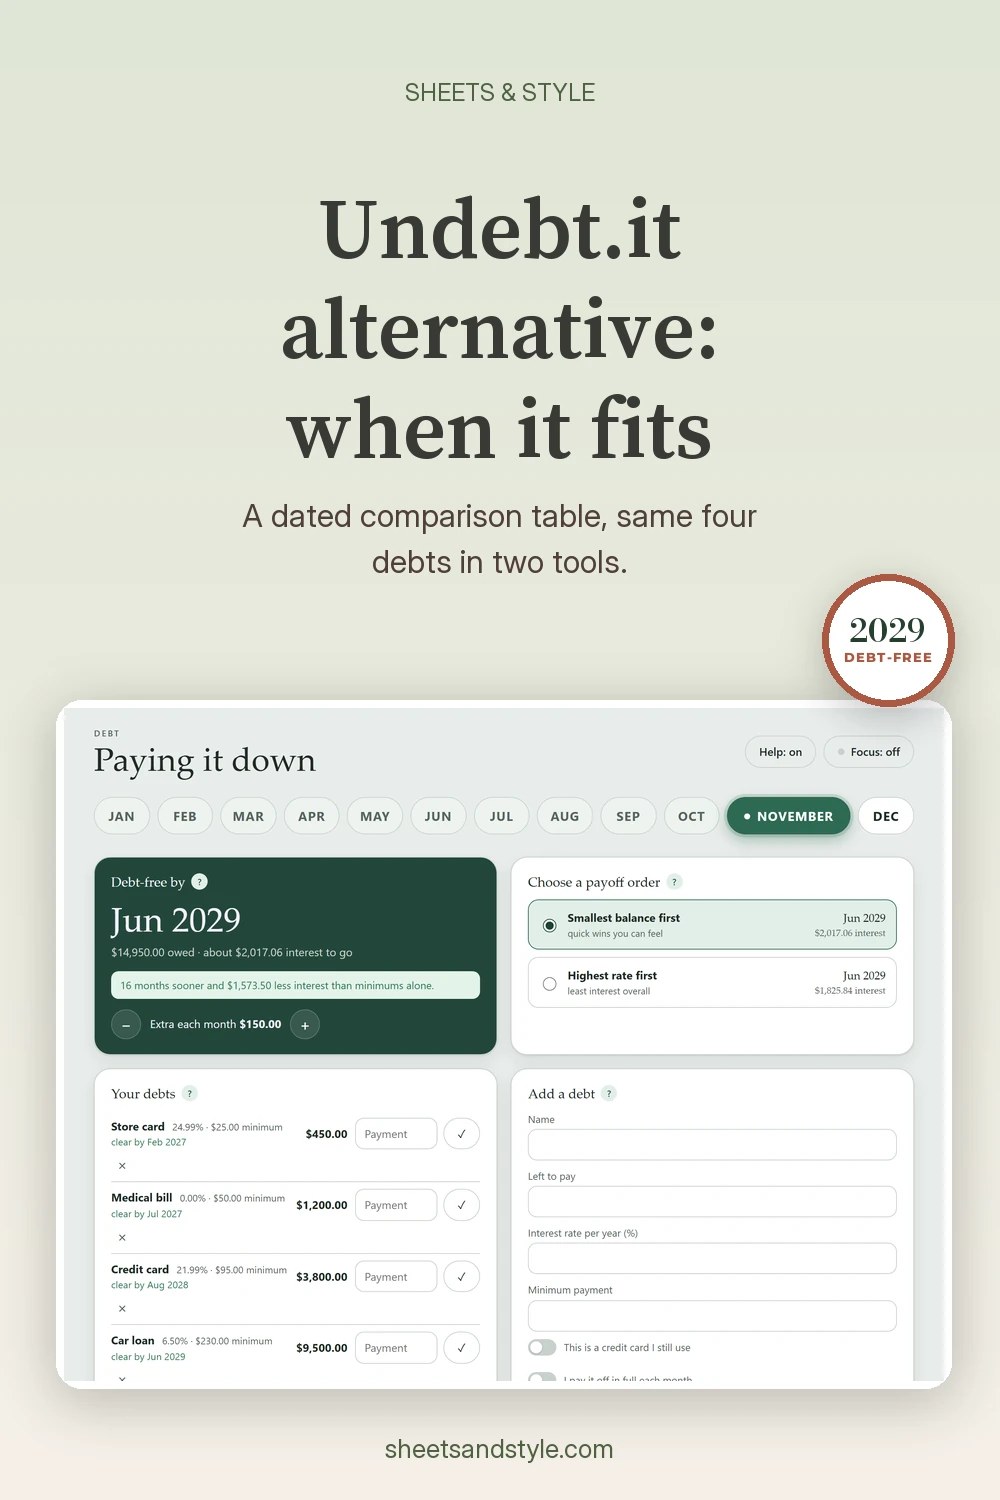 SHEETS & STYLE
Undebt.it
alternative:
when it fits
A dated comparison table, same four
debts in two tools.
2029
DEBT-FREE
DEBT
Paying it down
Help: on
Focus: off
JAN
FEB
MAR
APR
MAY
JUN
JUL
AUG
SEP
OCT
NOVEMBER
DEC
Debt-free by ?
Jun 2029
$14,950.00 owed · about $2,017.06 interest to go
16 months sooner and $1,573.50 less interest than minimums alone.
− Extra each month $150.00 +
Choose a payoff order ?
Smallest balance first Jun 2029
quick wins you can feel $2,017.06 interest
Highest rate first Jun 2029
least interest overall $1,825.84 interest
Your debts ?
Store card 24.99% · $25.00 minimum $450.00 Payment ✓
clear by Feb 2027
×
Medical bill 0.00% · $50.00 minimum $1,200.00 Payment ✓
clear by Jul 2027
×
Credit card 21.99% · $95.00 minimum $3,800.00 Payment ✓
clear by Aug 2028
×
Car loan 6.50% · $230.00 minimum $9,500.00 Payment ✓
clear by Jun 2029
Add a debt ?
Name
Left to pay
Interest rate per year (%)
Minimum payment
This is a credit card I still use
I pay it off in full each month
sheetsandstyle.com